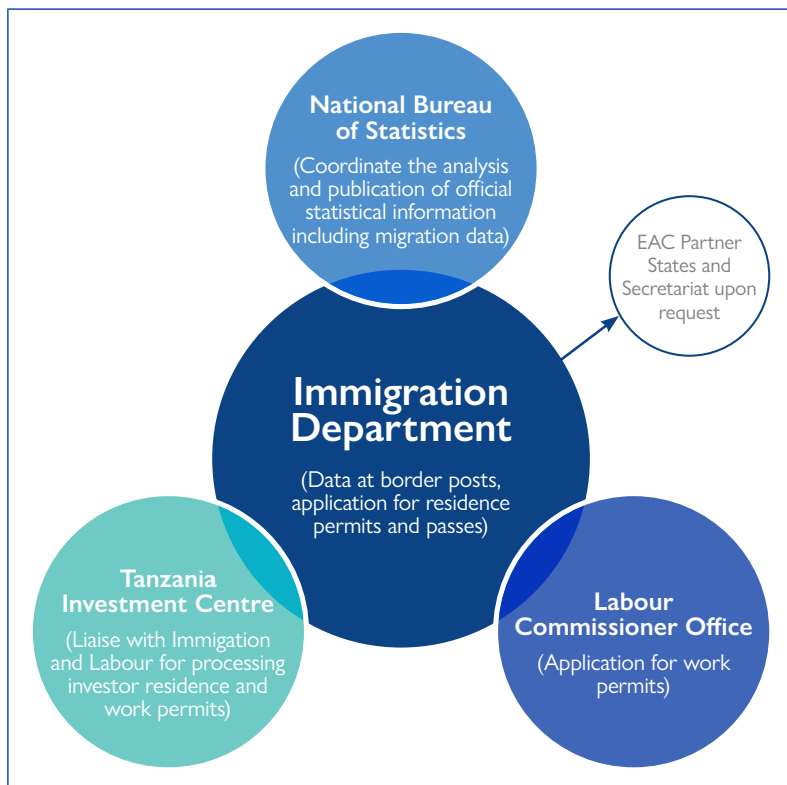 National Bureau
of Statistics
(Coordinate the analysis
and publication of official
statistical information
including migration data)
EAC Partner
States and
Secretariat upon
request
Immigration
Department
(Data at border posts,
application for residence
permits and passes)
Tanzania
Investment Centre
(Liaise with Immigation
and Labour for processing
investor residence and
work permits)
Labour
Commissioner Office
(Application for work
permits)